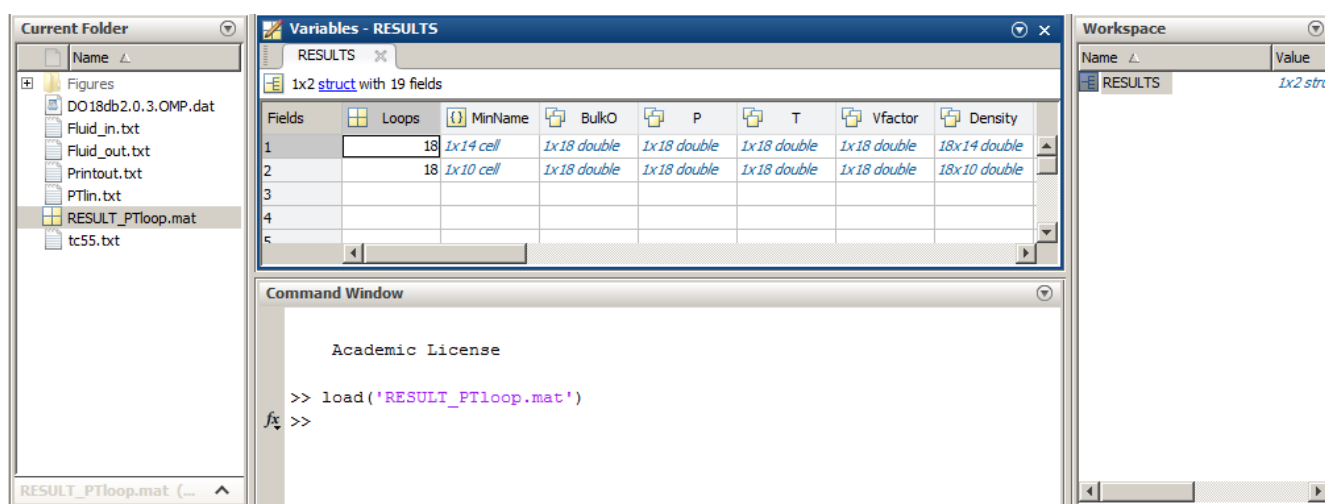 Current Folder
Name
Figures
DO18db2.0.3.OMP.dat
Fluid_in.txt
Fluid_out.txt
Printout.txt
PTlin.txt
RESULT_PTloop.mat
tc55.txt
RESULT_PTloop.mat (...
Variables - RESULTS
RESULTS
1x2 struct with 19 fields
Fields Loops MinName BulkO P T Vfactor Density
1 18 1x14 cell 1x18 double 1x18 double 1x18 double 1x18 double 18x14 double
2 18 1x10 cell 1x18 double 1x18 double 1x18 double 1x18 double 18x10 double
3
4
5
Command Window
Academic License
>> load('RESULT_PTloop.mat')
fx >>
Workspace
Name Value
RESULTS 1x2 stru